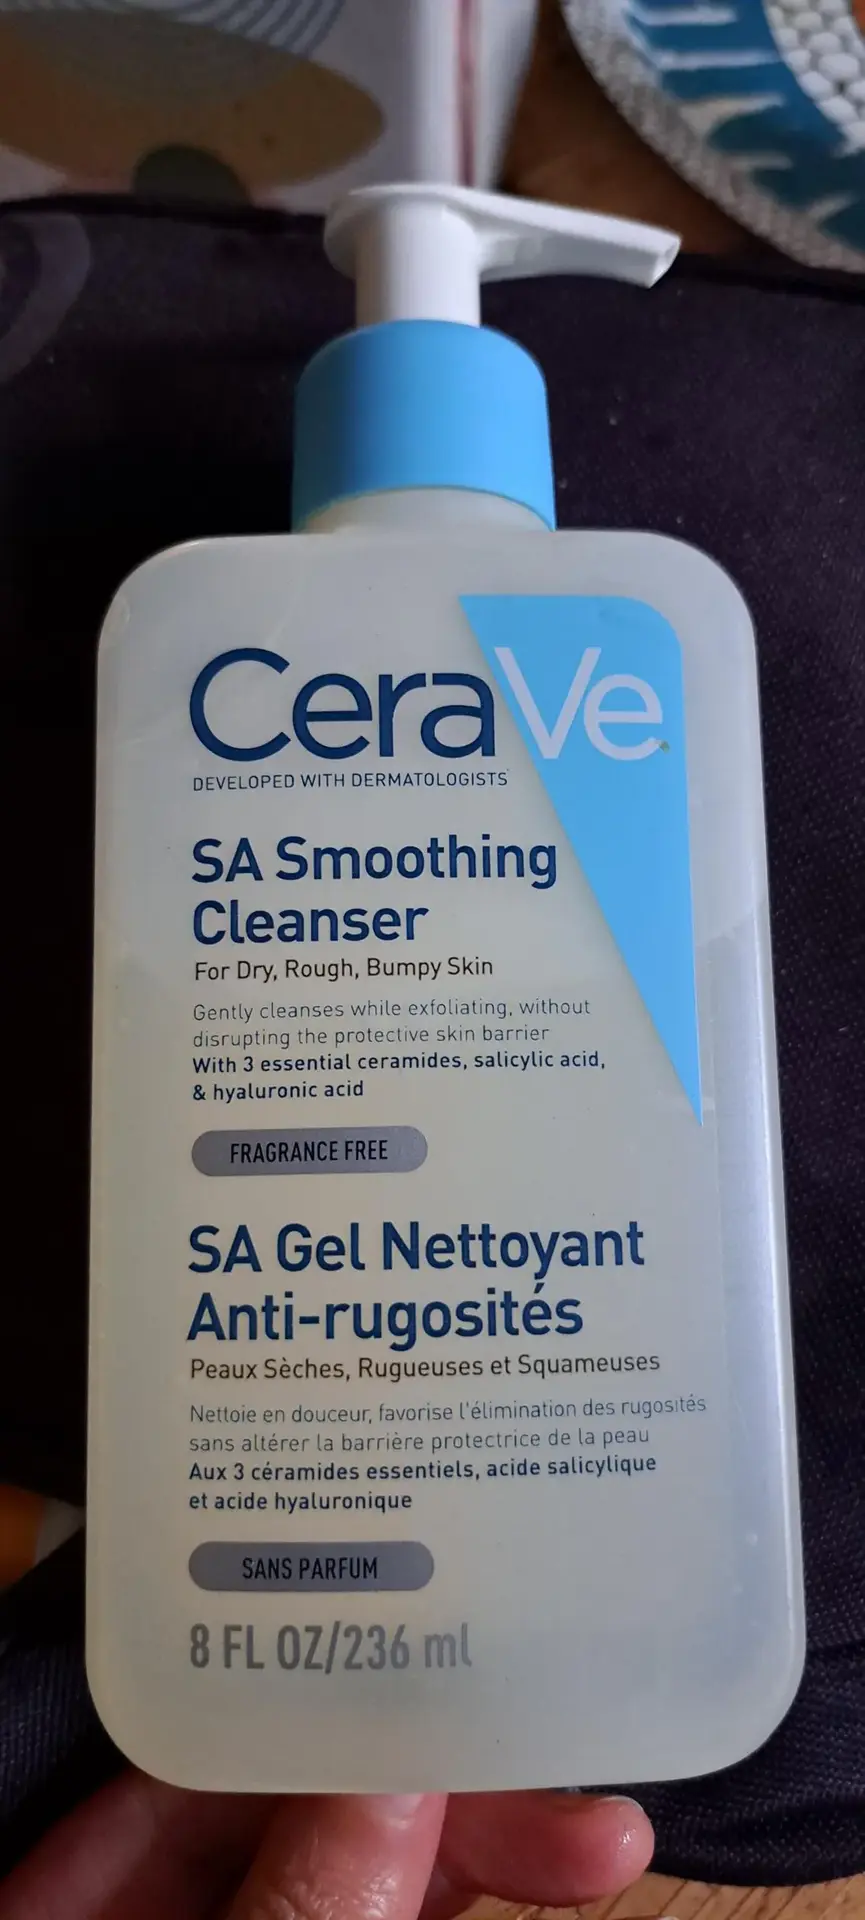 CeraVe
DEVELOPED WITH DERMATOLOGISTS
SA Smoothing
Cleanser
For Dry, Rough, Bumpy Skin
Gently cleanses while exfoliating, without
disrupting the protective skin barrier
With 3 essential ceramides, salicylic acid,
& hyaluronic acid
FRAGRANCE FREE
SA Gel Nettoyant
Anti-rugosités
Peaux Sèches, Rugueuses et Squameuses
Nettoie en douceur, favorise l'élimination des rugosités
sans altérer la barrière protectrice de la peau
Aux 3 céramides essentiels, acide salicylique
et acide hyaluronique
SANS PARFUM
8 FL OZ/236 ml